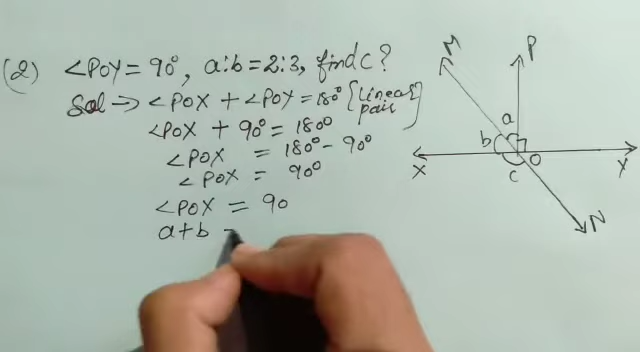 (2) ∠POY = 90°, a:b = 2:3, find c?
Sol → ∠POX + ∠POY = 180° {linear pair}
∠POX + 90° = 180°
∠POX = 180° - 90°
∠POX = 90°
∠POX = 90
a+b =
M
P
a
b
O
c
X
Y
N